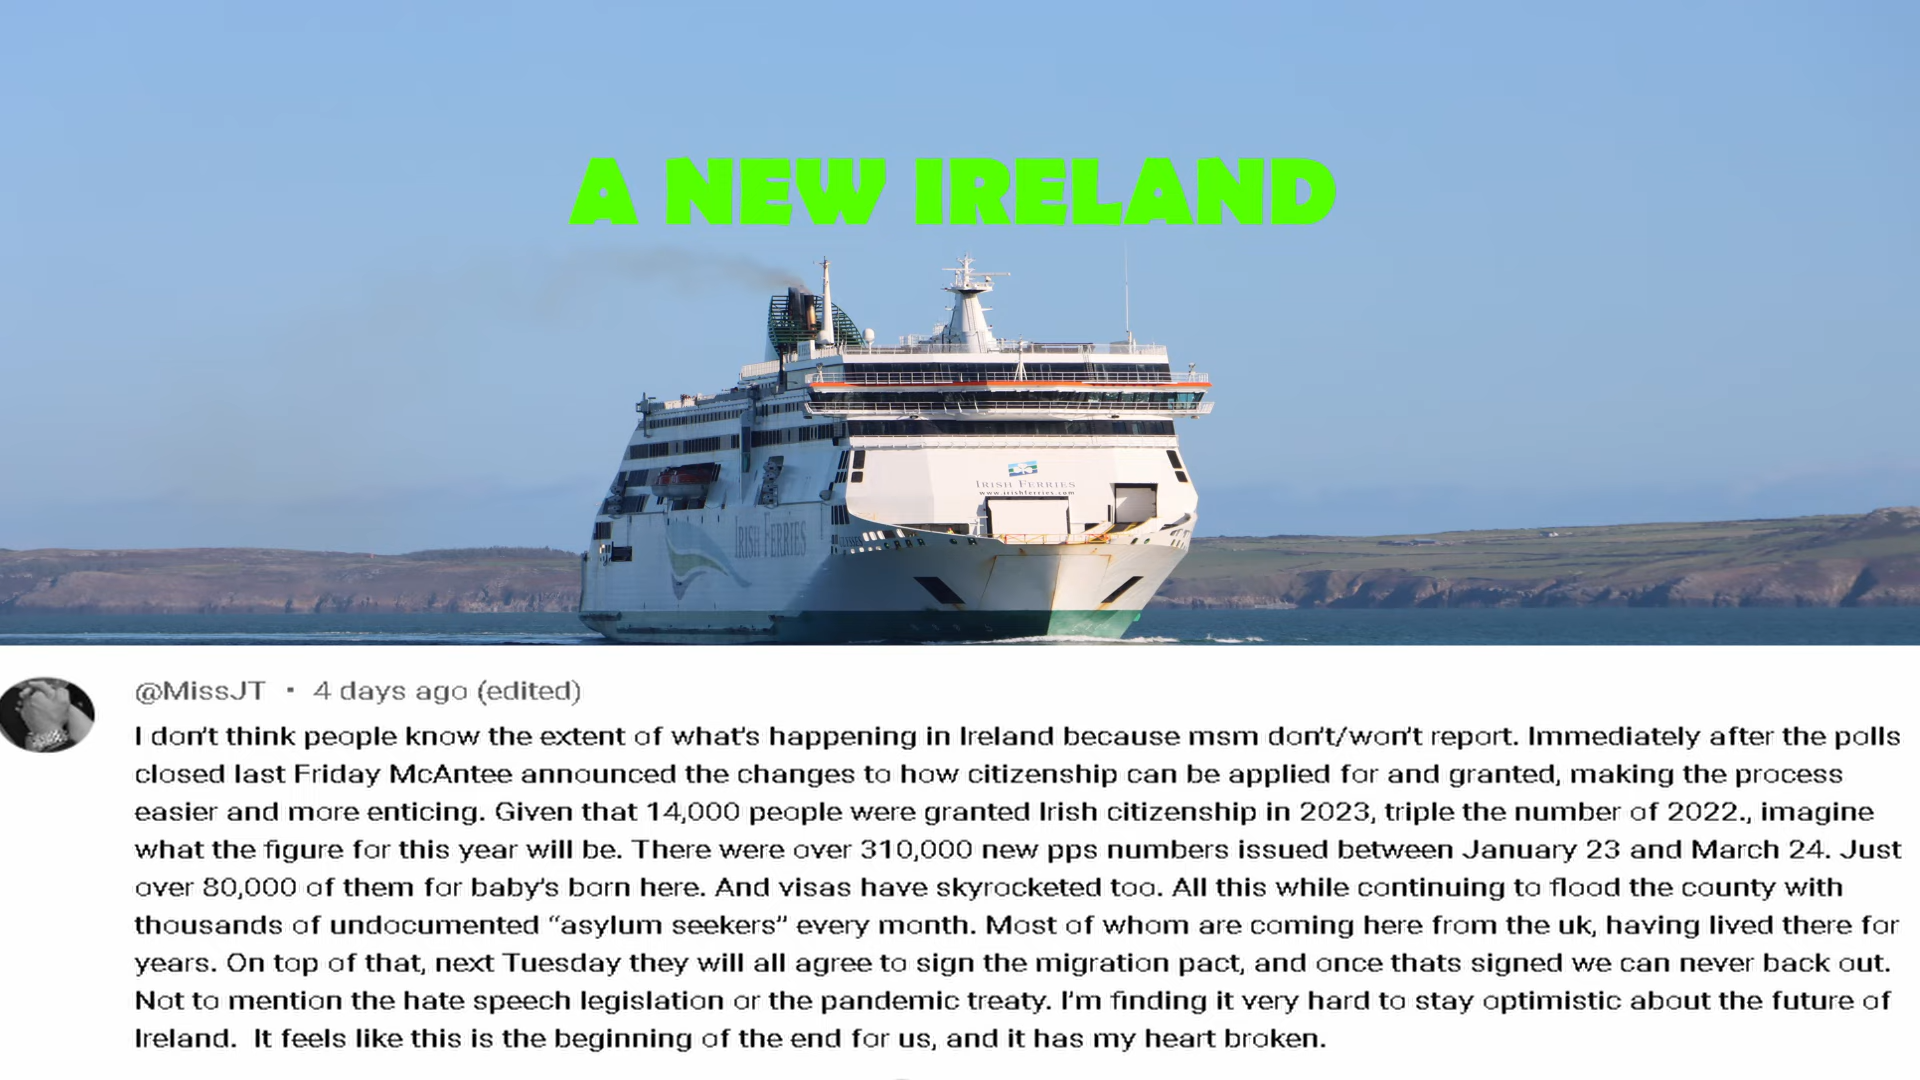 A NEW IRELAND
IRISH FERRIES
www.irishferries.com
IRISH FERRIES
@MissJT • 4 days ago (edited)
I don't think people know the extent of what's happening in Ireland because msm don't/won't report. Immediately after the polls
closed last Friday McAntee announced the changes to how citizenship can be applied for and granted, making the process
easier and more enticing. Given that 14,000 people were granted Irish citizenship in 2023, triple the number of 2022., imagine
what the figure for this year will be. There were over 310,000 new pps numbers issued between January 23 and March 24. Just
over 80,000 of them for baby's born here. And visas have skyrocketed too. All this while continuing to flood the county with
thousands of undocumented “asylum seekers” every month. Most of whom are coming here from the uk, having lived there for
years. On top of that, next Tuesday they will all agree to sign the migration pact, and once thats signed we can never back out.
Not to mention the hate speech legislation or the pandemic treaty. I'm finding it very hard to stay optimistic about the future of
Ireland. It feels like this is the beginning of the end for us, and it has my heart broken.